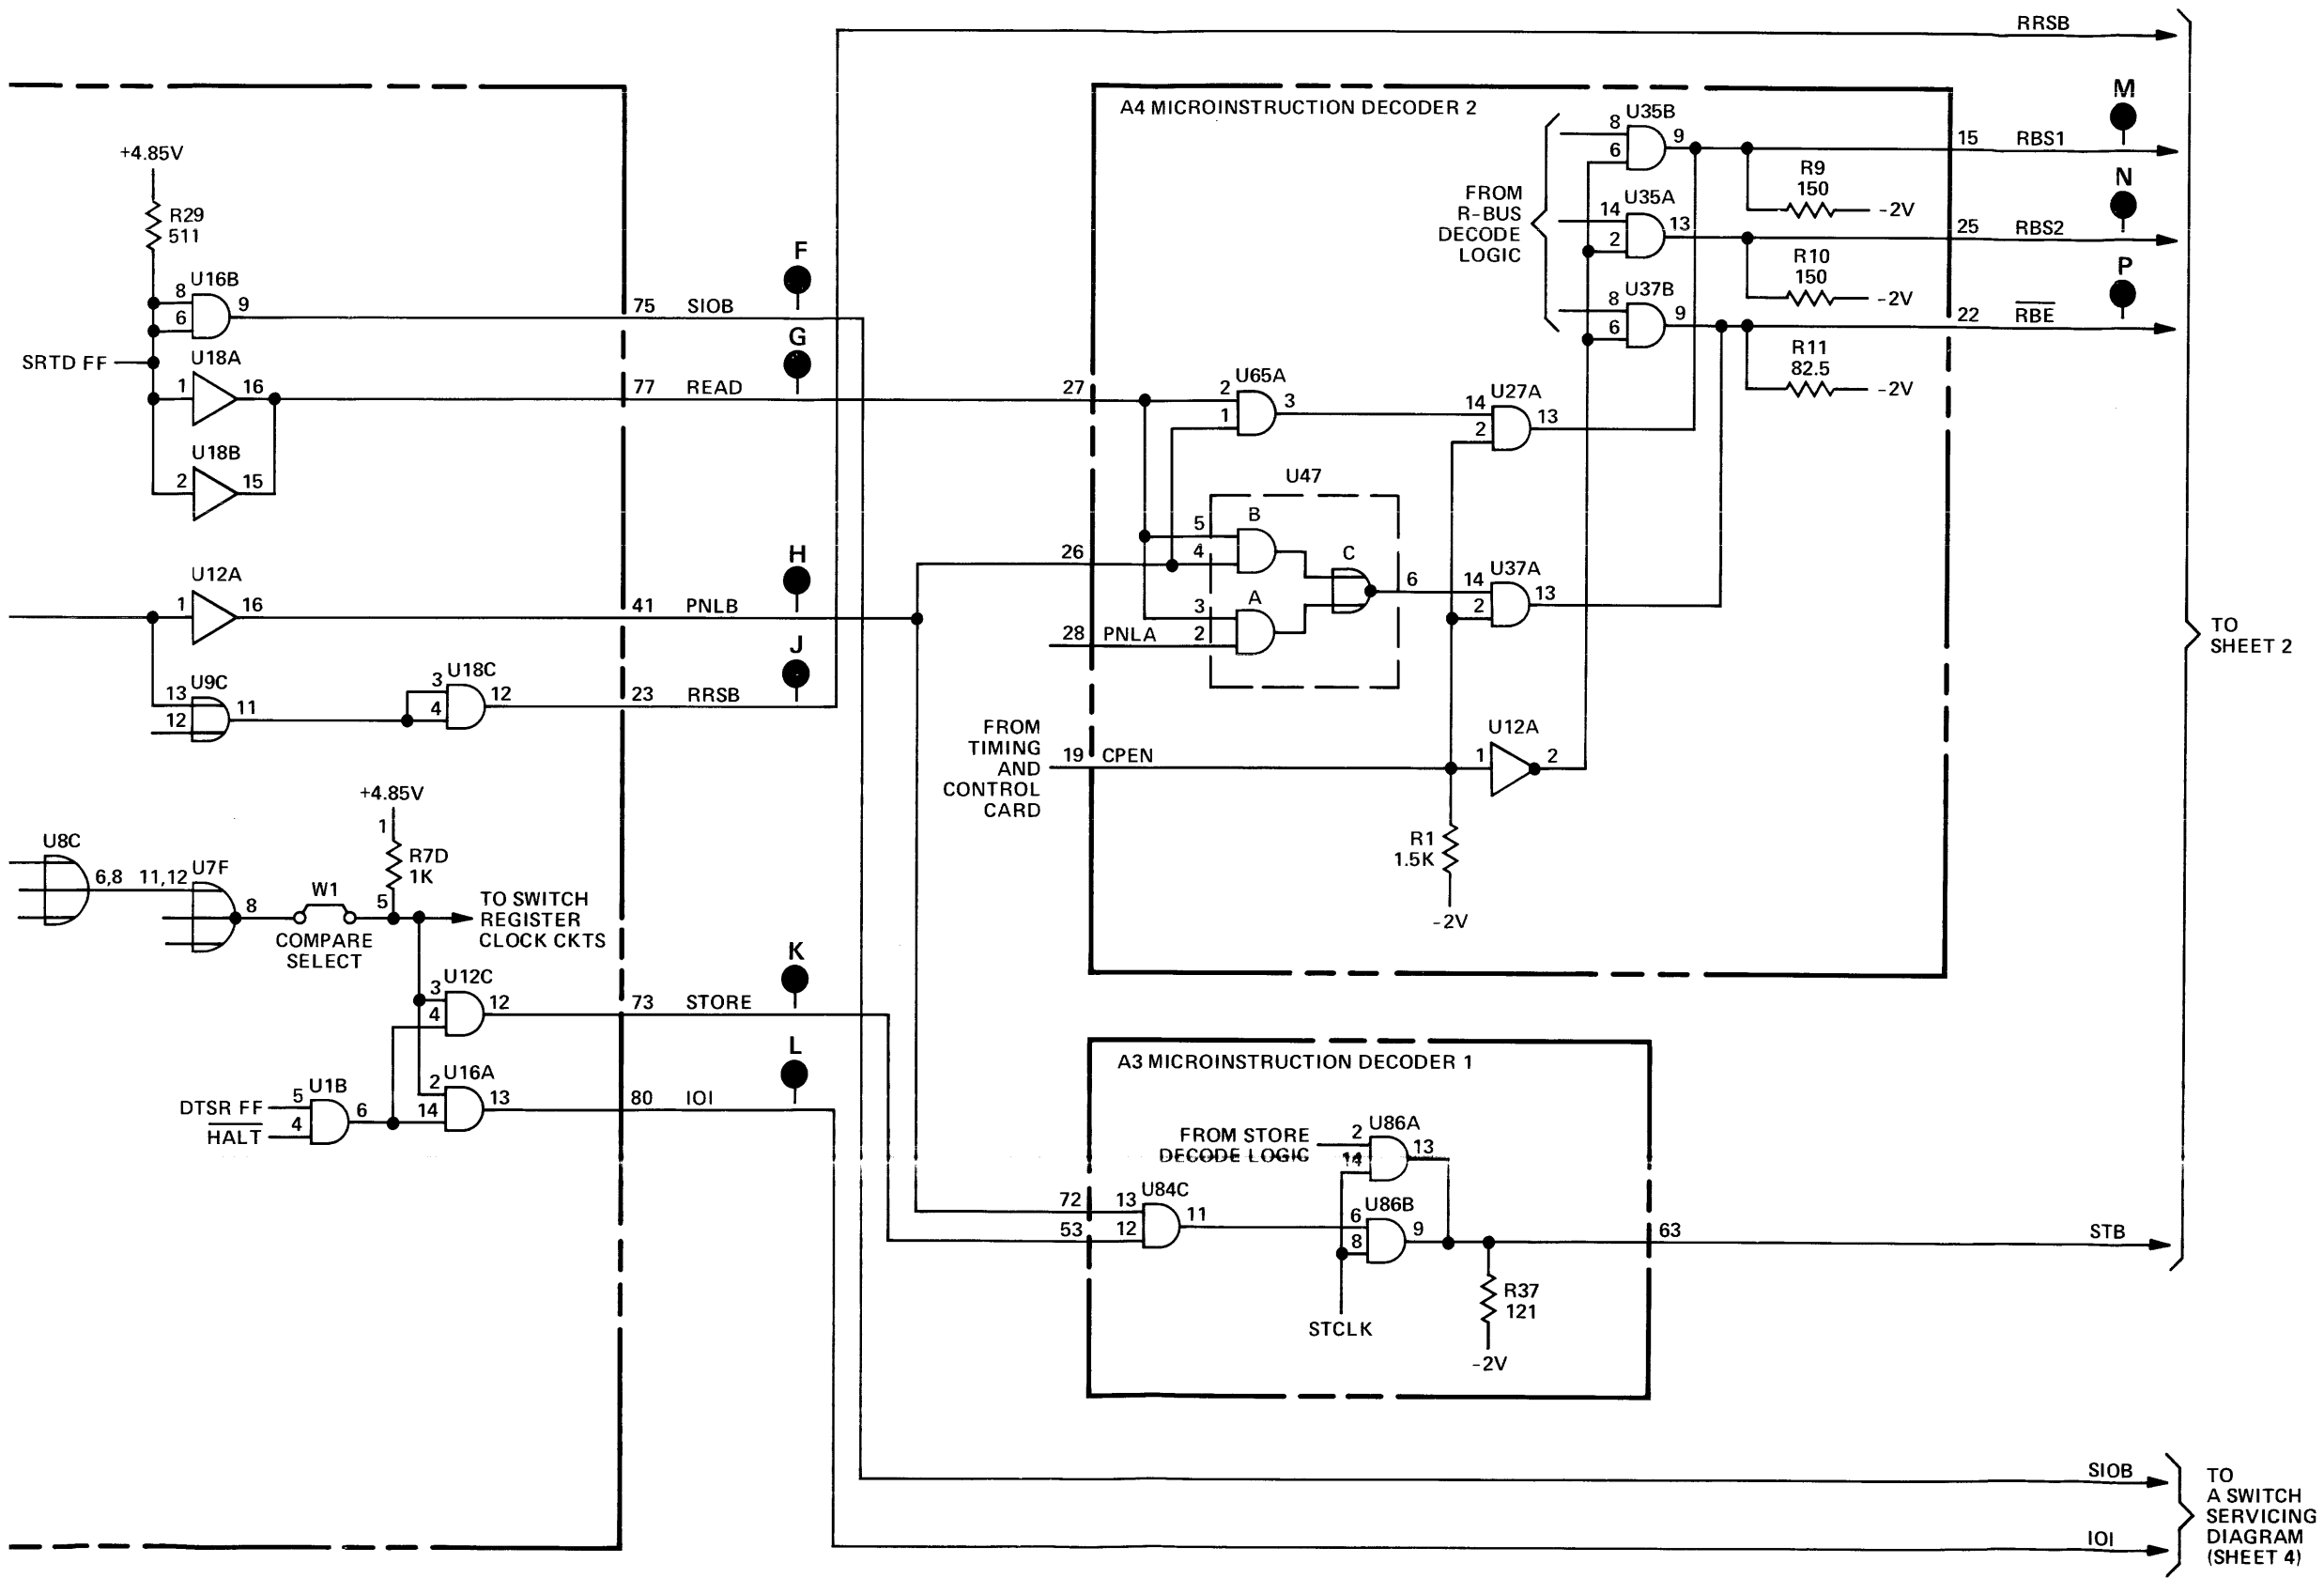 RRSB
A4 MICROINSTRUCTION DECODER 2
M
U35B
8
9
6
15 RBS1
+4.85V
R9
150
-2V
N
FROM
R-BUS
DECODE
LOGIC
U35A
14
13
2
25 RBS2
R29
511
F
R10
150
-2V
P
U16B
8
9
6
75 SIOB
U37B
8
9
6
22 RBE
G
SRTD FF
U18A
1
16
77 READ
27
U65A
2
3
1
R11
82.5
-2V
U27A
14
13
2
U18B
2
15
U47
B
5
4
C
6
A
3
2
26
28 PNLA
U37A
14
13
2
H
U12A
1
16
41 PNLB
TO
SHEET 2
J
U9C
13
12
11
U18C
3
4
12
23 RRSB
FROM
TIMING
AND
CONTROL
CARD
19 CPEN
U12A
1
2
+4.85V
1
R7D
1K
5
R1
1.5K
-2V
U8C
6,8
11,12
U7F
8
W1
COMPARE
SELECT
TO SWITCH
REGISTER
CLOCK CKTS
K
U12C
3
4
12
73 STORE
L
A3 MICROINSTRUCTION DECODER 1
U16A
2
14
13
80 IOI
U1B
DTSR FF
5
6
HALT
4
FROM STORE
DECODE LOGIC
U86A
2
14
13
72
53
U84C
13
12
11
U86B
6
8
9
63
STB
STCLK
R37
121
-2V
SIOB
IOI
TO
A SWITCH
SERVICING
DIAGRAM
(SHEET 4)